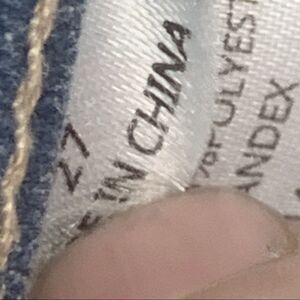 27
E IN CHINA
% POLYEST
ANDEX